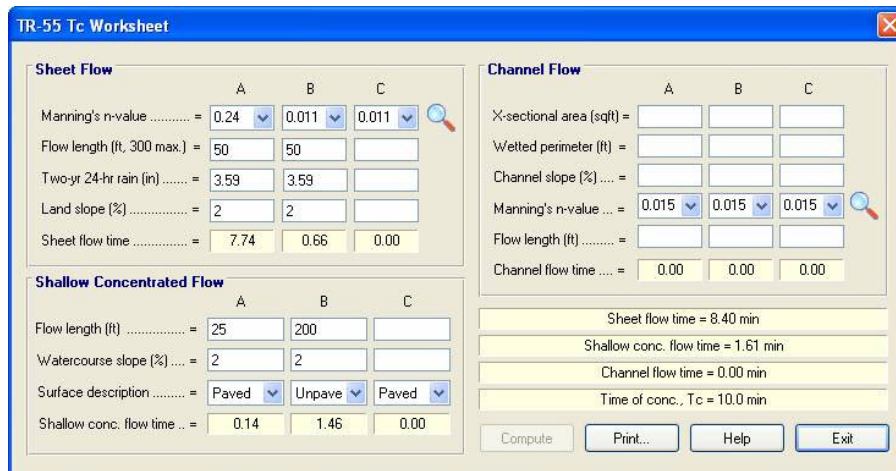 TR-55 Tc Worksheet
Sheet Flow
A B C
Manning's n-value ........... = 0.24 0.011 0.011
Flow length (ft, 300 max.) = 50 50
Two-yr 24-hr rain (in) ....... = 3.59 3.59
Land slope (%) .............. = 2 2
Sheet flow time ............... = 7.74 0.66 0.00
Shallow Concentrated Flow
A B C
Flow length (ft) ............... = 25 200
Watercourse slope (%) .... = 2 2
Surface description ......... = Paved Unpave Paved
Shallow conc. flow time .. = 0.14 1.46 0.00
Channel Flow
A B C
X-sectional area (sqft) =
Wetted perimeter (ft) =
Channel slope (%) .... =
Manning's n-value ... = 0.015 0.015 0.015
Flow length (ft) ......... =
Channel flow time .... = 0.00 0.00 0.00
Sheet flow time = 8.40 min
Shallow conc. flow time = 1.61 min
Channel flow time = 0.00 min
Time of conc., Tc = 10.0 min
Compute Print... Help Exit